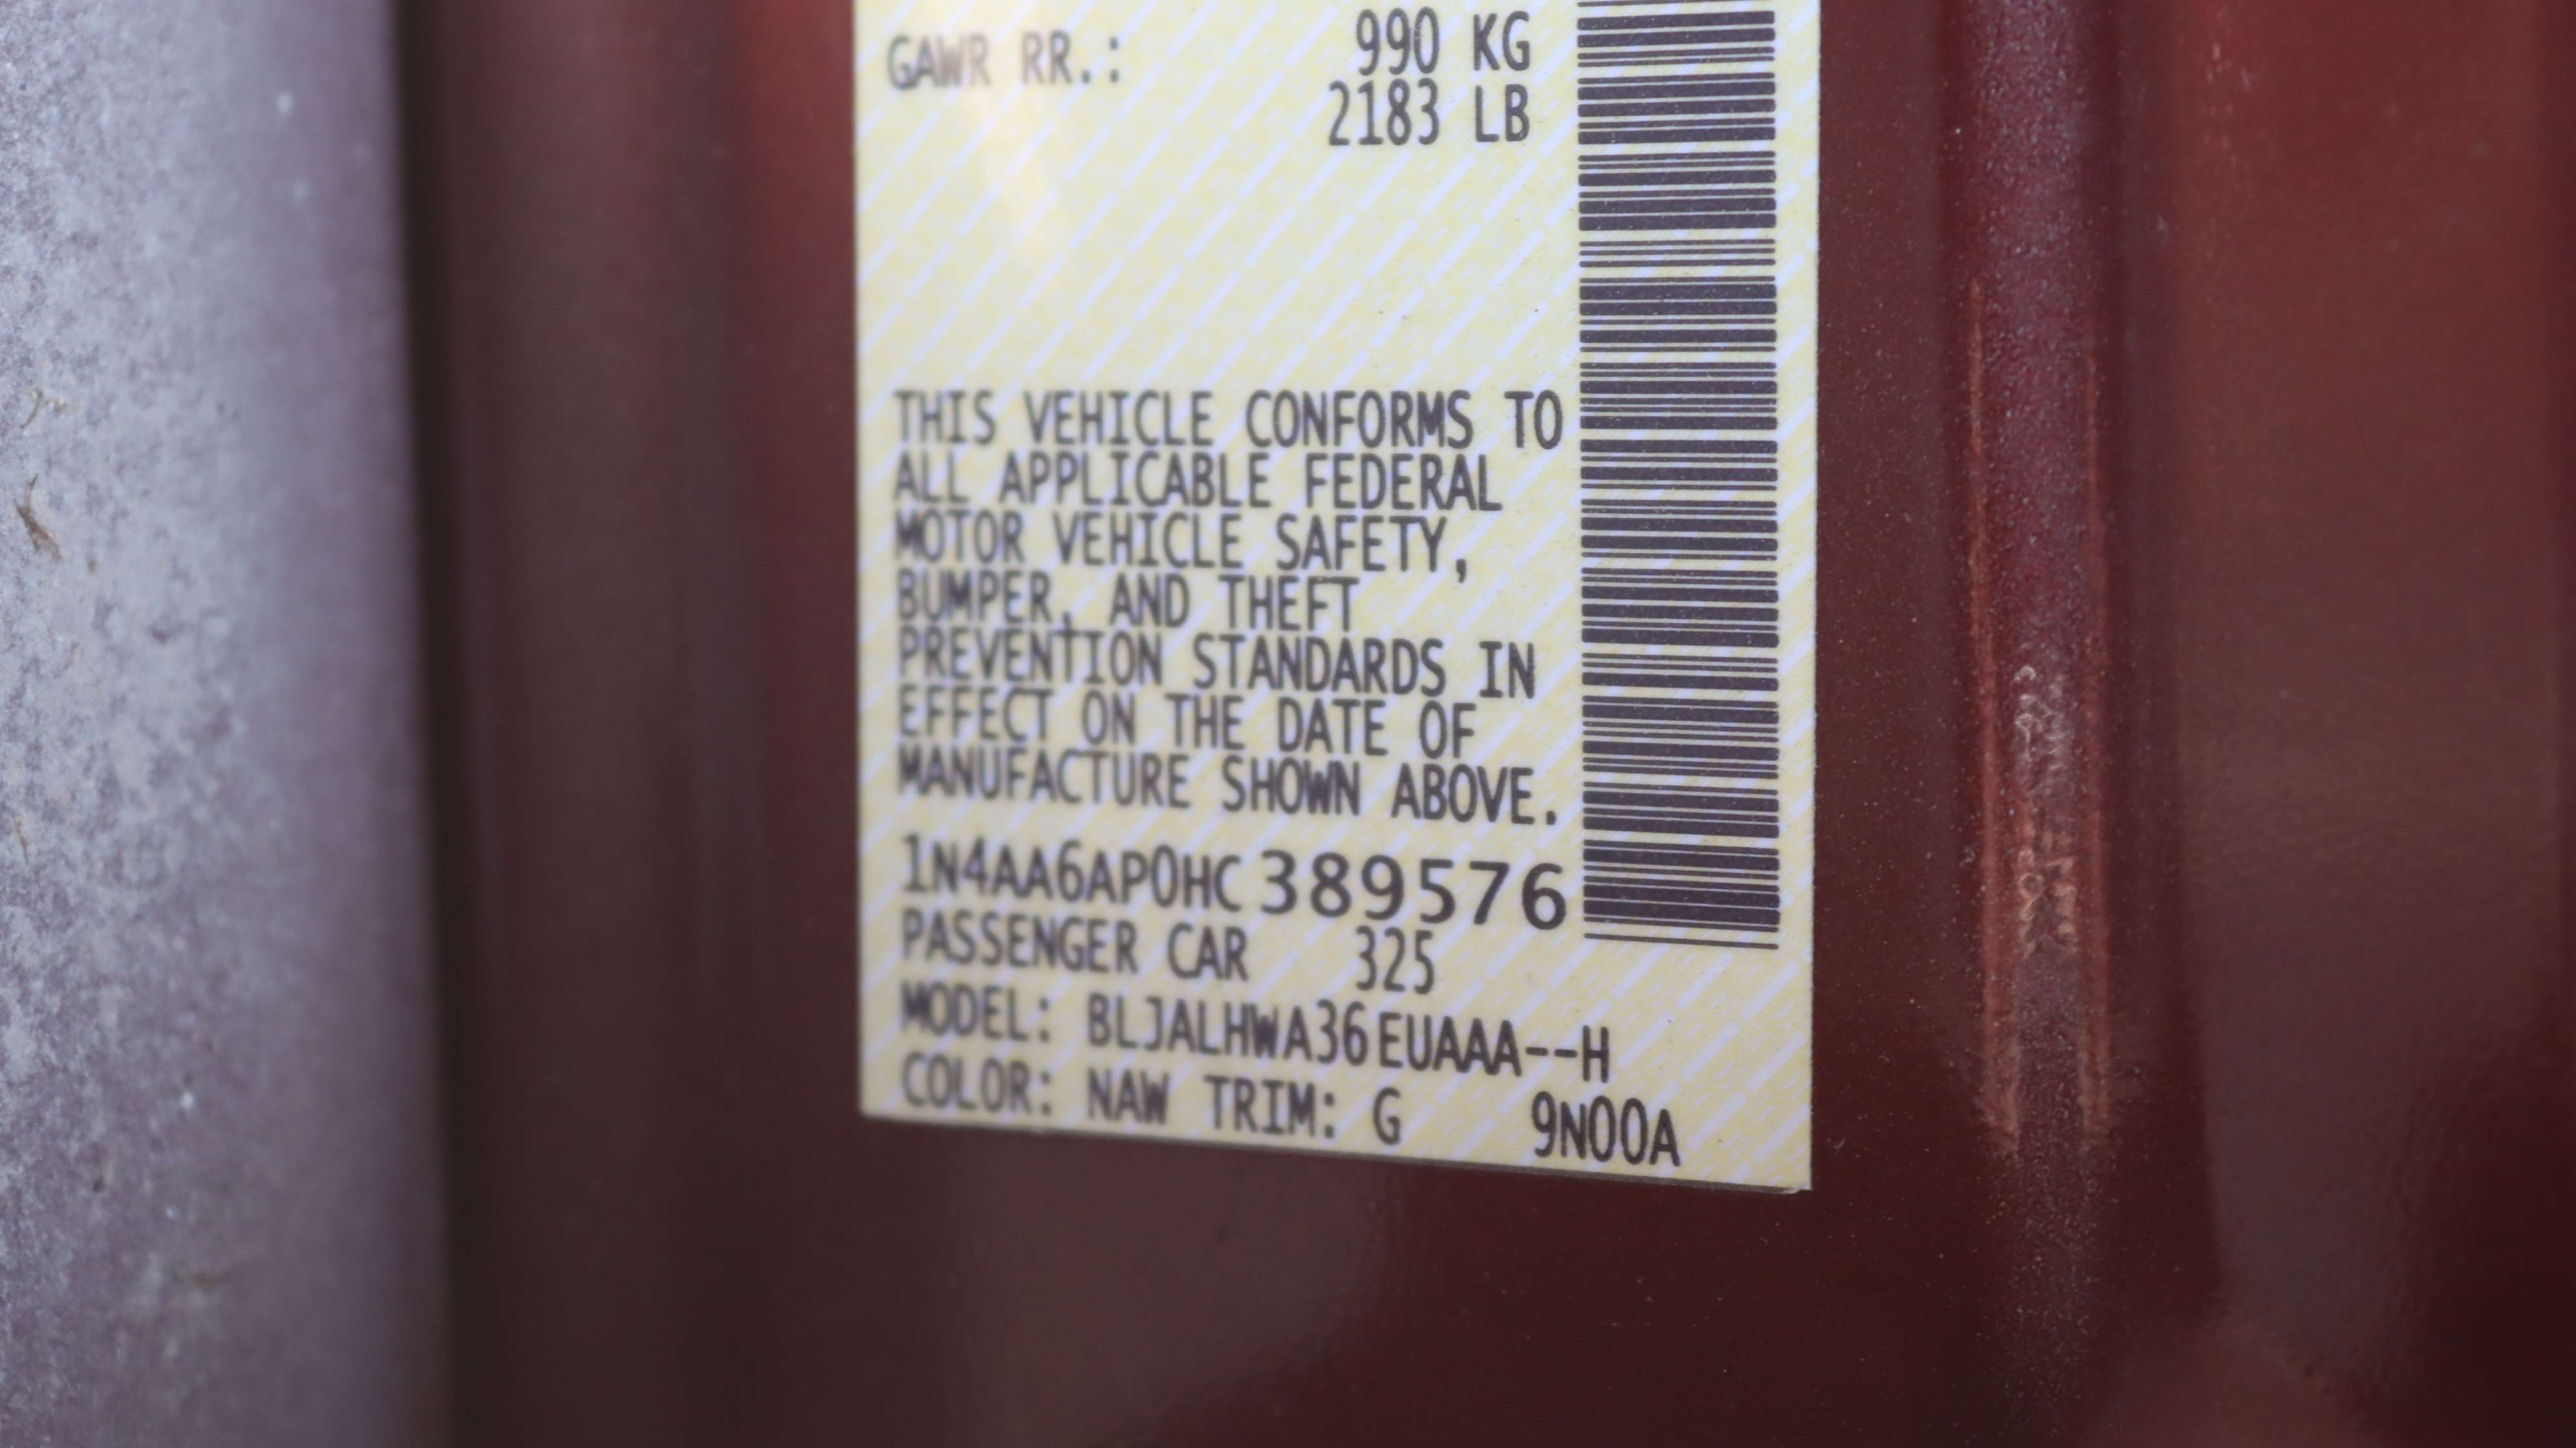 GAWR RR.: 990 KG
2183 LB
THIS VEHICLE CONFORMS TO
ALL APPLICABLE FEDERAL
MOTOR VEHICLE SAFETY,
BUMPER, AND THEFT
PREVENTION STANDARDS IN
EFFECT ON THE DATE OF
MANUFACTURE SHOWN ABOVE.
1N4AA6AP0HC389576
PASSENGER CAR 325
MODEL: BLJALHWA36EUAAA--H
COLOR: NAW TRIM: G 9N00A